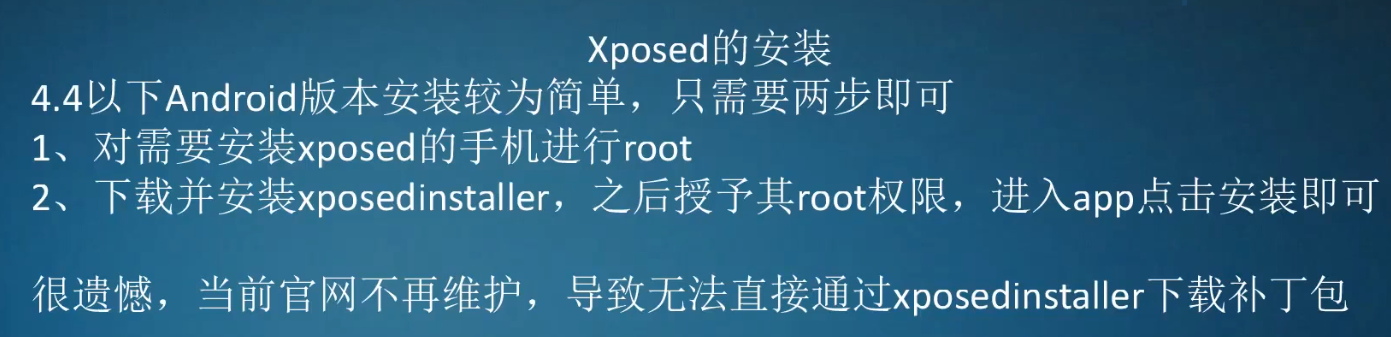 Xposed的安装
4.4以下Android版本安装较为简单，只需要两步即可
1、对需要安装xposed的手机进行root
2、下载并安装xposedinstaller，之后授予其root权限，进入app点击安装即可
很遗憾，当前官网不再维护，导致无法直接通过xposedinstaller下载补丁包